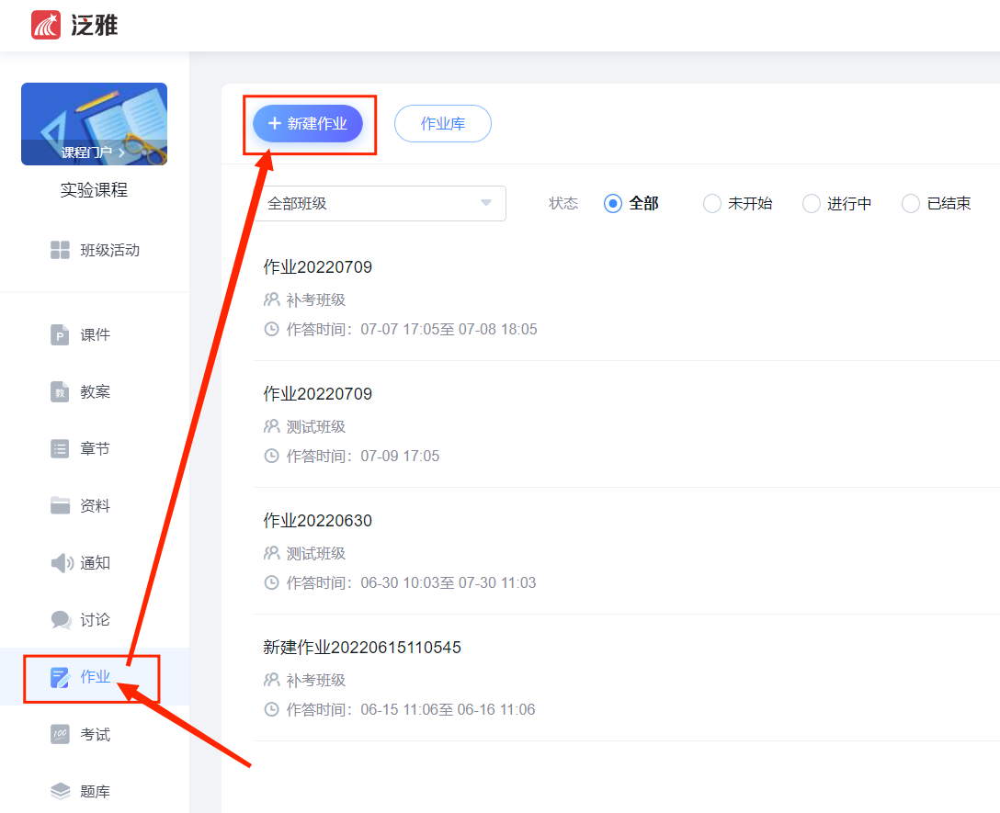 泛雅
课程门户 >
实验课程
班级活动
课件
教案
章节
资料
通知
讨论
作业
考试
题库
+ 新建作业 作业库
全部班级 状态 全部 未开始 进行中 已结束
作业20220709
补考班级
作答时间：07-07 17:05至 07-08 18:05
作业20220709
测试班级
作答时间：07-09 17:05
作业20220630
测试班级
作答时间：06-30 10:03至 07-30 11:03
新建作业20220615110545
补考班级
作答时间：06-15 11:06至 06-16 11:06